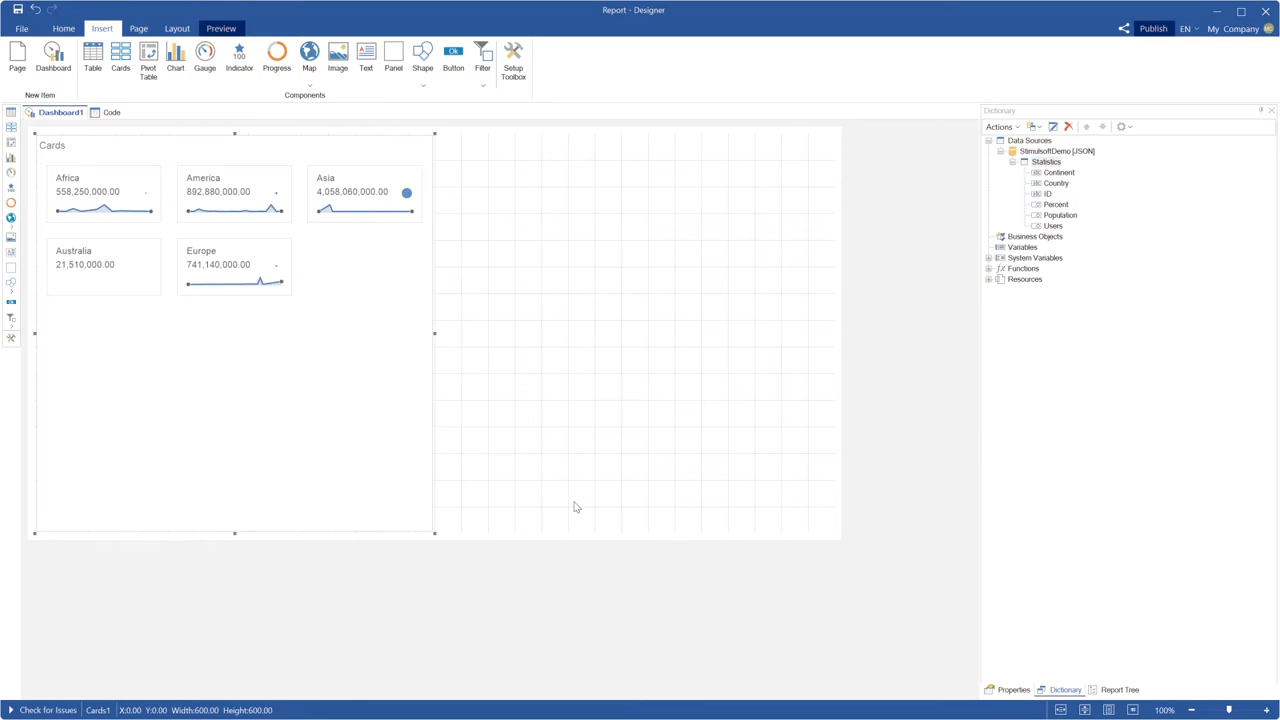 Report - Designer
File Home Insert Page Layout Preview
Publish EN My Company MC
Page Dashboard Table Cards Pivot Table Chart Gauge 100 Indicator Progress Map Image Text Panel Shape Ok Button Filter Setup Toolbox
New Item Components
Dashboard1 Code
Dictionary
Actions
Cards
Africa
558,250,000.00
America
892,880,000.00
Asia
4,058,060,000.00
Australia
21,510,000.00
Europe
741,140,000.00
Data Sources
StimulsoftDemo [JSON]
Statistics
Continent
Country
ID
Percent
Population
Users
Business Objects
Variables
System Variables
Functions
Resources
Properties Dictionary Report Tree
Check for Issues Cards1 X:0.00 Y:0.00 Width:600.00 Height:600.00 100%